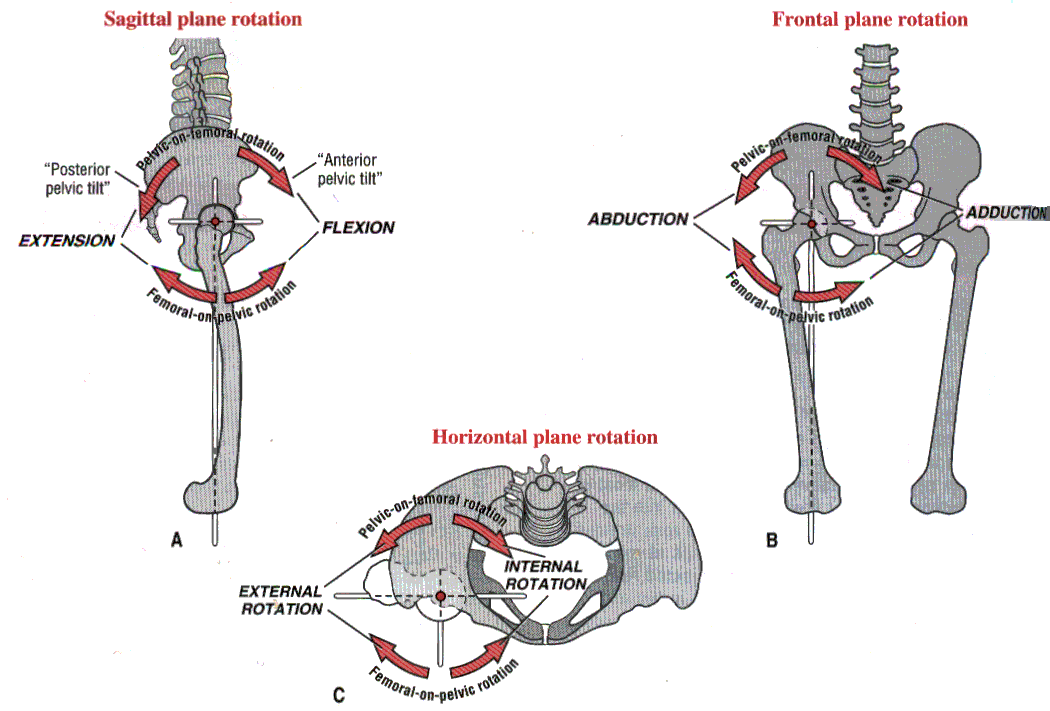 Sagittal plane rotation
Pelvic-on-femoral rotation
“Posterior
pelvic tilt”
“Anterior
pelvic tilt”
EXTENSION
FLEXION
Femoral-on-pelvic rotation
A
Frontal plane rotation
Pelvic-on-femoral rotation
ABDUCTION
ADDUCTION
Femoral-on-pelvic rotation
B
Horizontal plane rotation
Pelvic-on-femoral rotation
EXTERNAL
ROTATION
INTERNAL
ROTATION
Femoral-on-pelvic rotation
C